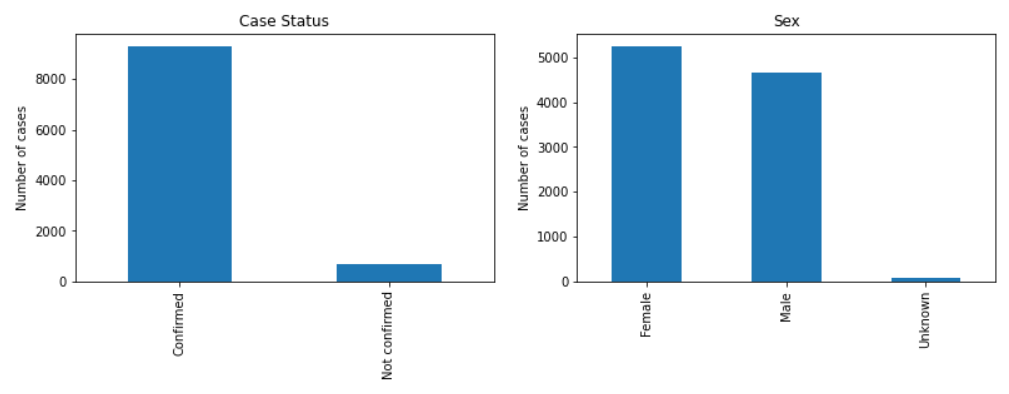 Case Status
Number of cases
8000
6000
4000
2000
0
Confirmed
Not confirmed
Sex
Number of cases
5000
4000
3000
2000
1000
0
Female
Male
Unknown